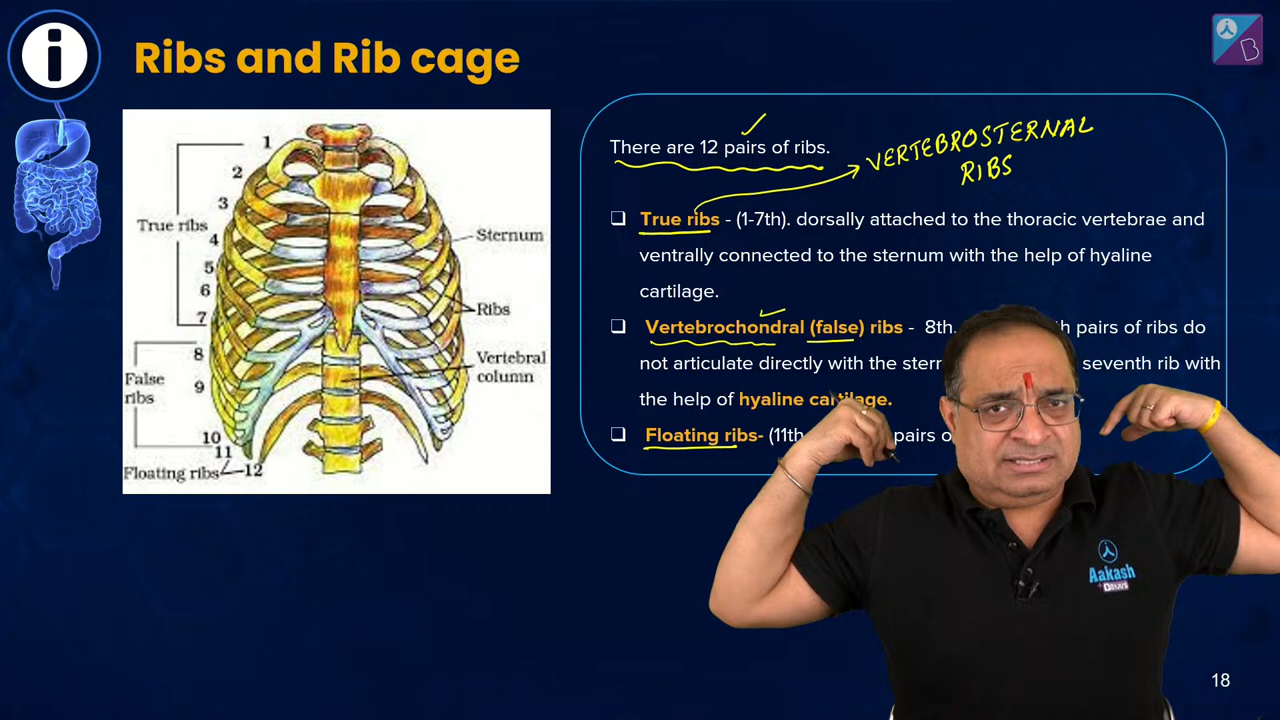 Ribs and Rib cage
There are 12 pairs of ribs.
VERTEBROSTERNAL
RIBS
True ribs - (1-7th). dorsally attached to the thoracic vertebrae and
ventrally connected to the sternum with the help of hyaline
cartilage.
Vertebrochondral (false) ribs - 8th. pairs of ribs do
not articulate directly with the seventh rib with
the help of hyaline cartilage.
Floating ribs- (11th pairs
1
2
3
True ribs
4
5
6
7
8
False
9
ribs
10
11
Floating ribs
12
Sternum
Ribs
Vertebral
column
Aakash
BYJU'S
18